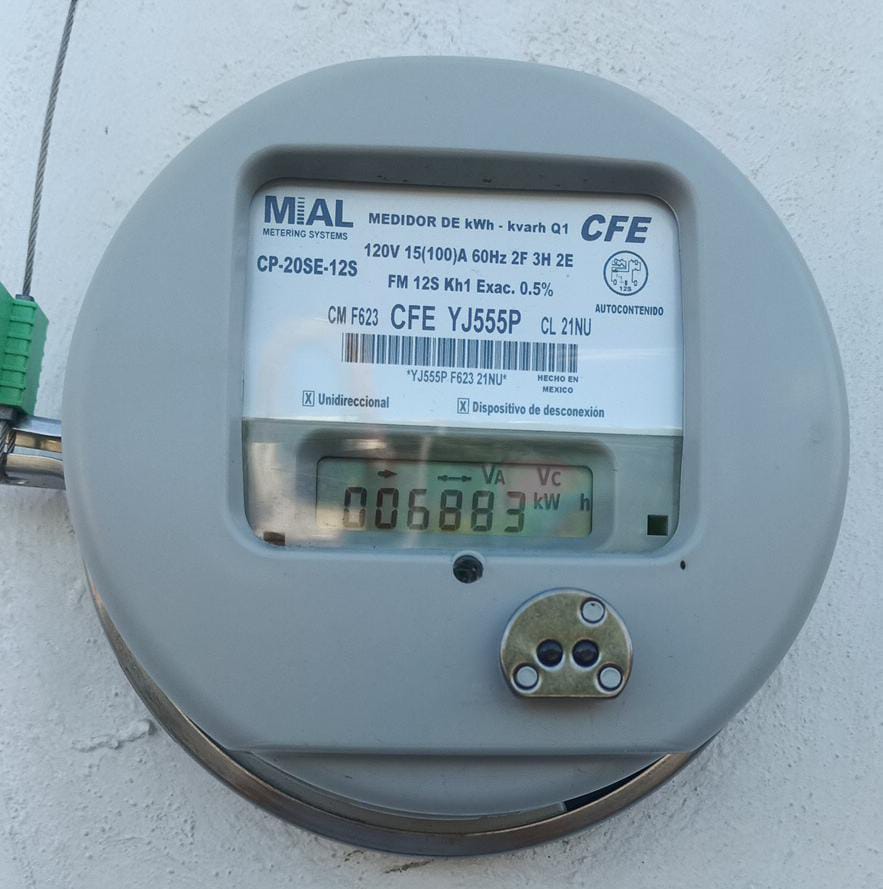 MIAL
METERING SYSTEMS
MEDIDOR DE kWh - kvarh Q1
CFE
120V 15(100)A 60Hz 2F 3H 2E
CP-20SE-12S
FM 12S Kh1 Exac. 0.5%
12S
AUTOCONTENIDO
CM F623 CFE YJ555P CL 21NU
*YJ555P F623 21NU*
HECHO EN
MEXICO
X Unidireccional
X Dispositivo de desconexión
VA VC
006883 kW h